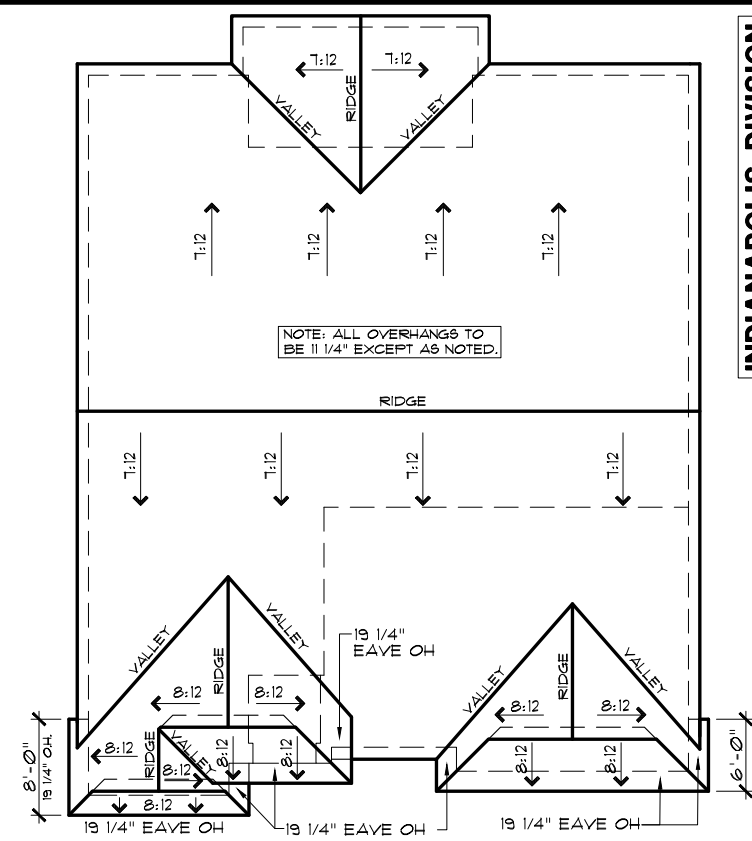 7:12
7:12
RIDGE
VALLEY
VALLEY
7:12
7:12
7:12
7:12
INDIANAPOLIS DIVISION
NOTE: ALL OVERHANGS TO
BE 11 1/4" EXCEPT AS NOTED.
RIDGE
7:12
7:12
7:12
7:12
VALLEY
VALLEY
19 1/4"
EAVE OH
VALLEY
VALLEY
RIDGE
RIDGE
8:12
8:12
8:12
8:12
8'-0"
19 1/4" O.H.
8:12
RIDGE
VALLEY
8:12
8:12
8:12
8:12
8:12
8:12
6'-0"
19 1/4" EAVE OH
19 1/4" EAVE OH
19 1/4" EAVE OH